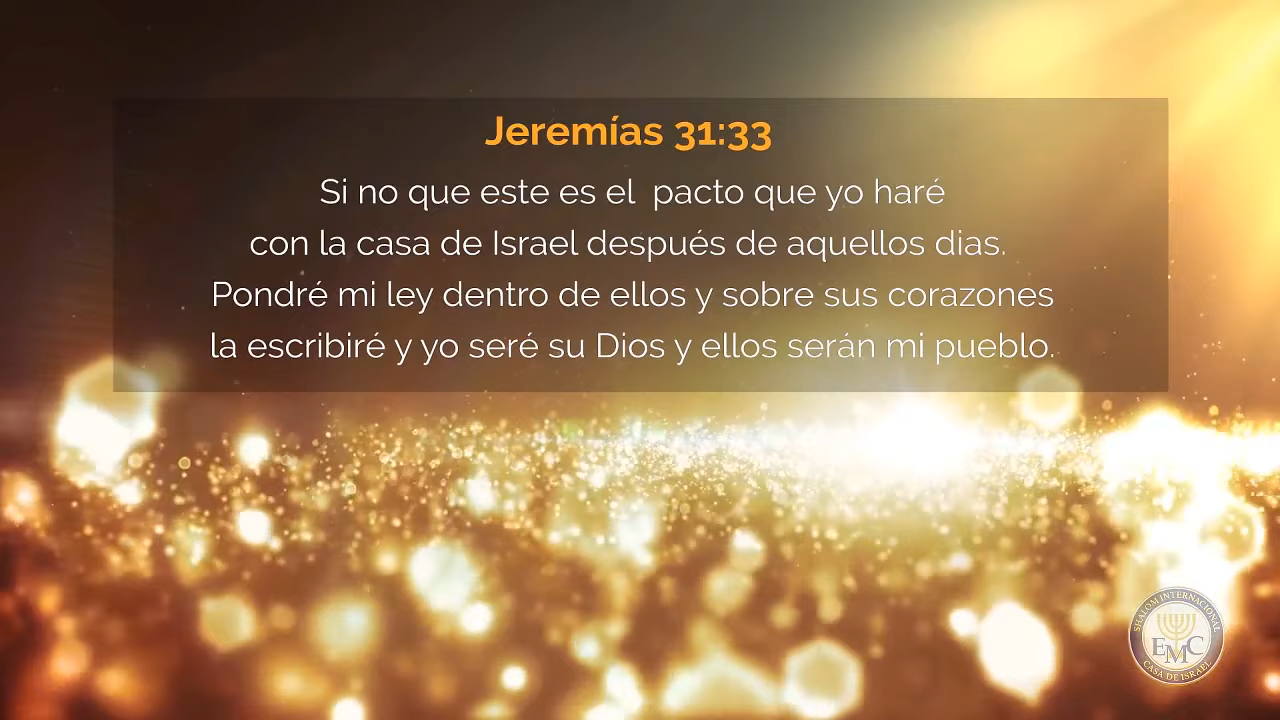 Jeremías 31:33
Si no que este es el pacto que yo haré
con la casa de Israel después de aquellos dias.
Pondré mi ley dentro de ellos y sobre sus corazones
la escribiré y yo seré su Dios y ellos serán mi pueblo.
SHALOM INTERNACIONAL
EMC
CASA DE ISRAEL